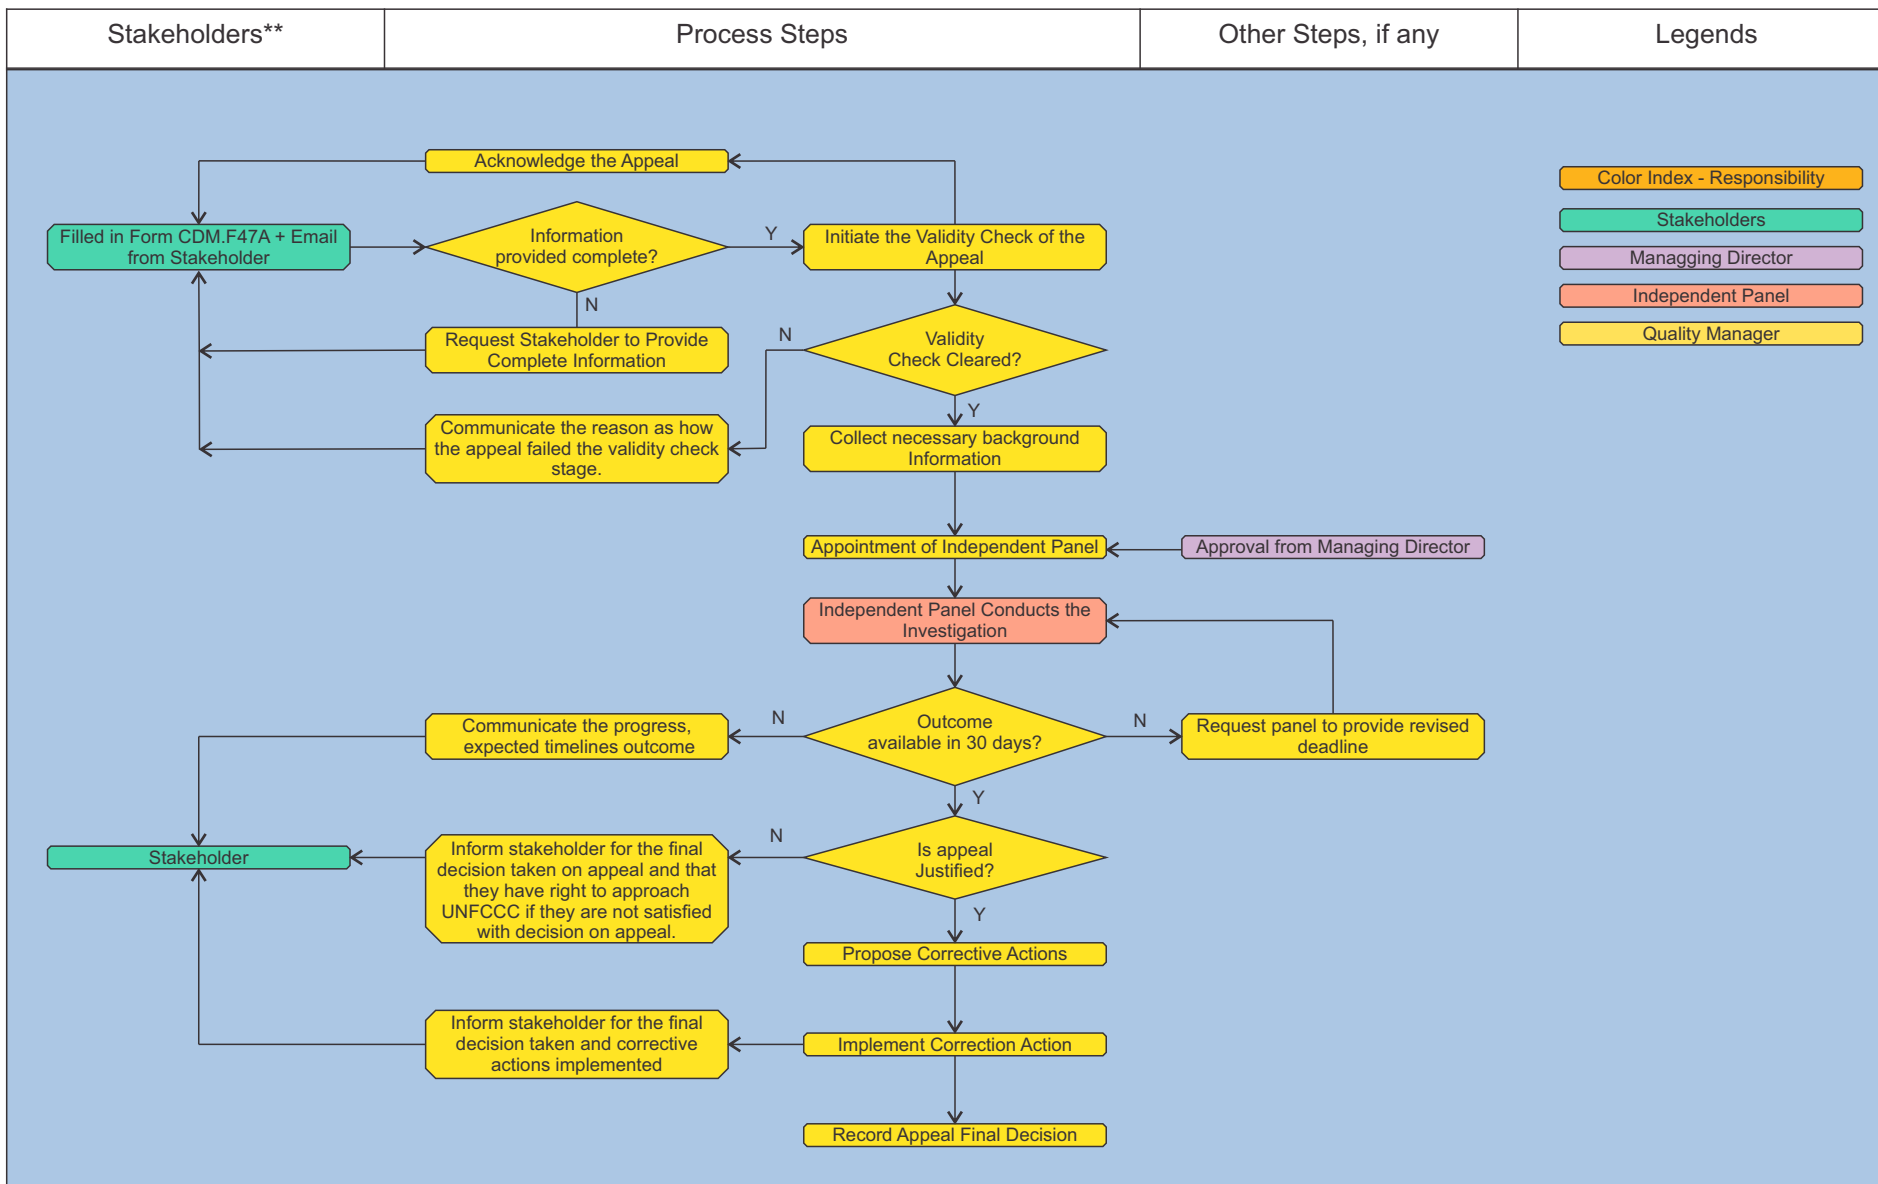 Stakeholders**
Process Steps
Other Steps, if any
Legends
Acknowledge the Appeal
Filled in Form CDM.F47A + Email
from Stakeholder
Information
provided complete?
Y
Initiate the Validity Check of the
Appeal
N
Request Stakeholder to Provide
Complete Information
N
Validity
Check Cleared?
Y
Communicate the reason as how
the appeal failed the validity check
stage.
Collect necessary background
Information
Appointment of Independent Panel
Approval from Managing Director
Independent Panel Conducts the
Investigation
Communicate the progress,
expected timelines outcome
N
Outcome
available in 30 days?
N
Request panel to provide revised
deadline
Y
Stakeholder
Inform stakeholder for the final
decision taken on appeal and that
they have right to approach
UNFCCC if they are not satisfied
with decision on appeal.
N
Is appeal
Justified?
Y
Propose Corrective Actions
Inform stakeholder for the final
decision taken and corrective
actions implemented
Implement Correction Action
Record Appeal Final Decision
Color Index - Responsibility
Stakeholders
Managging Director
Independent Panel
Quality Manager